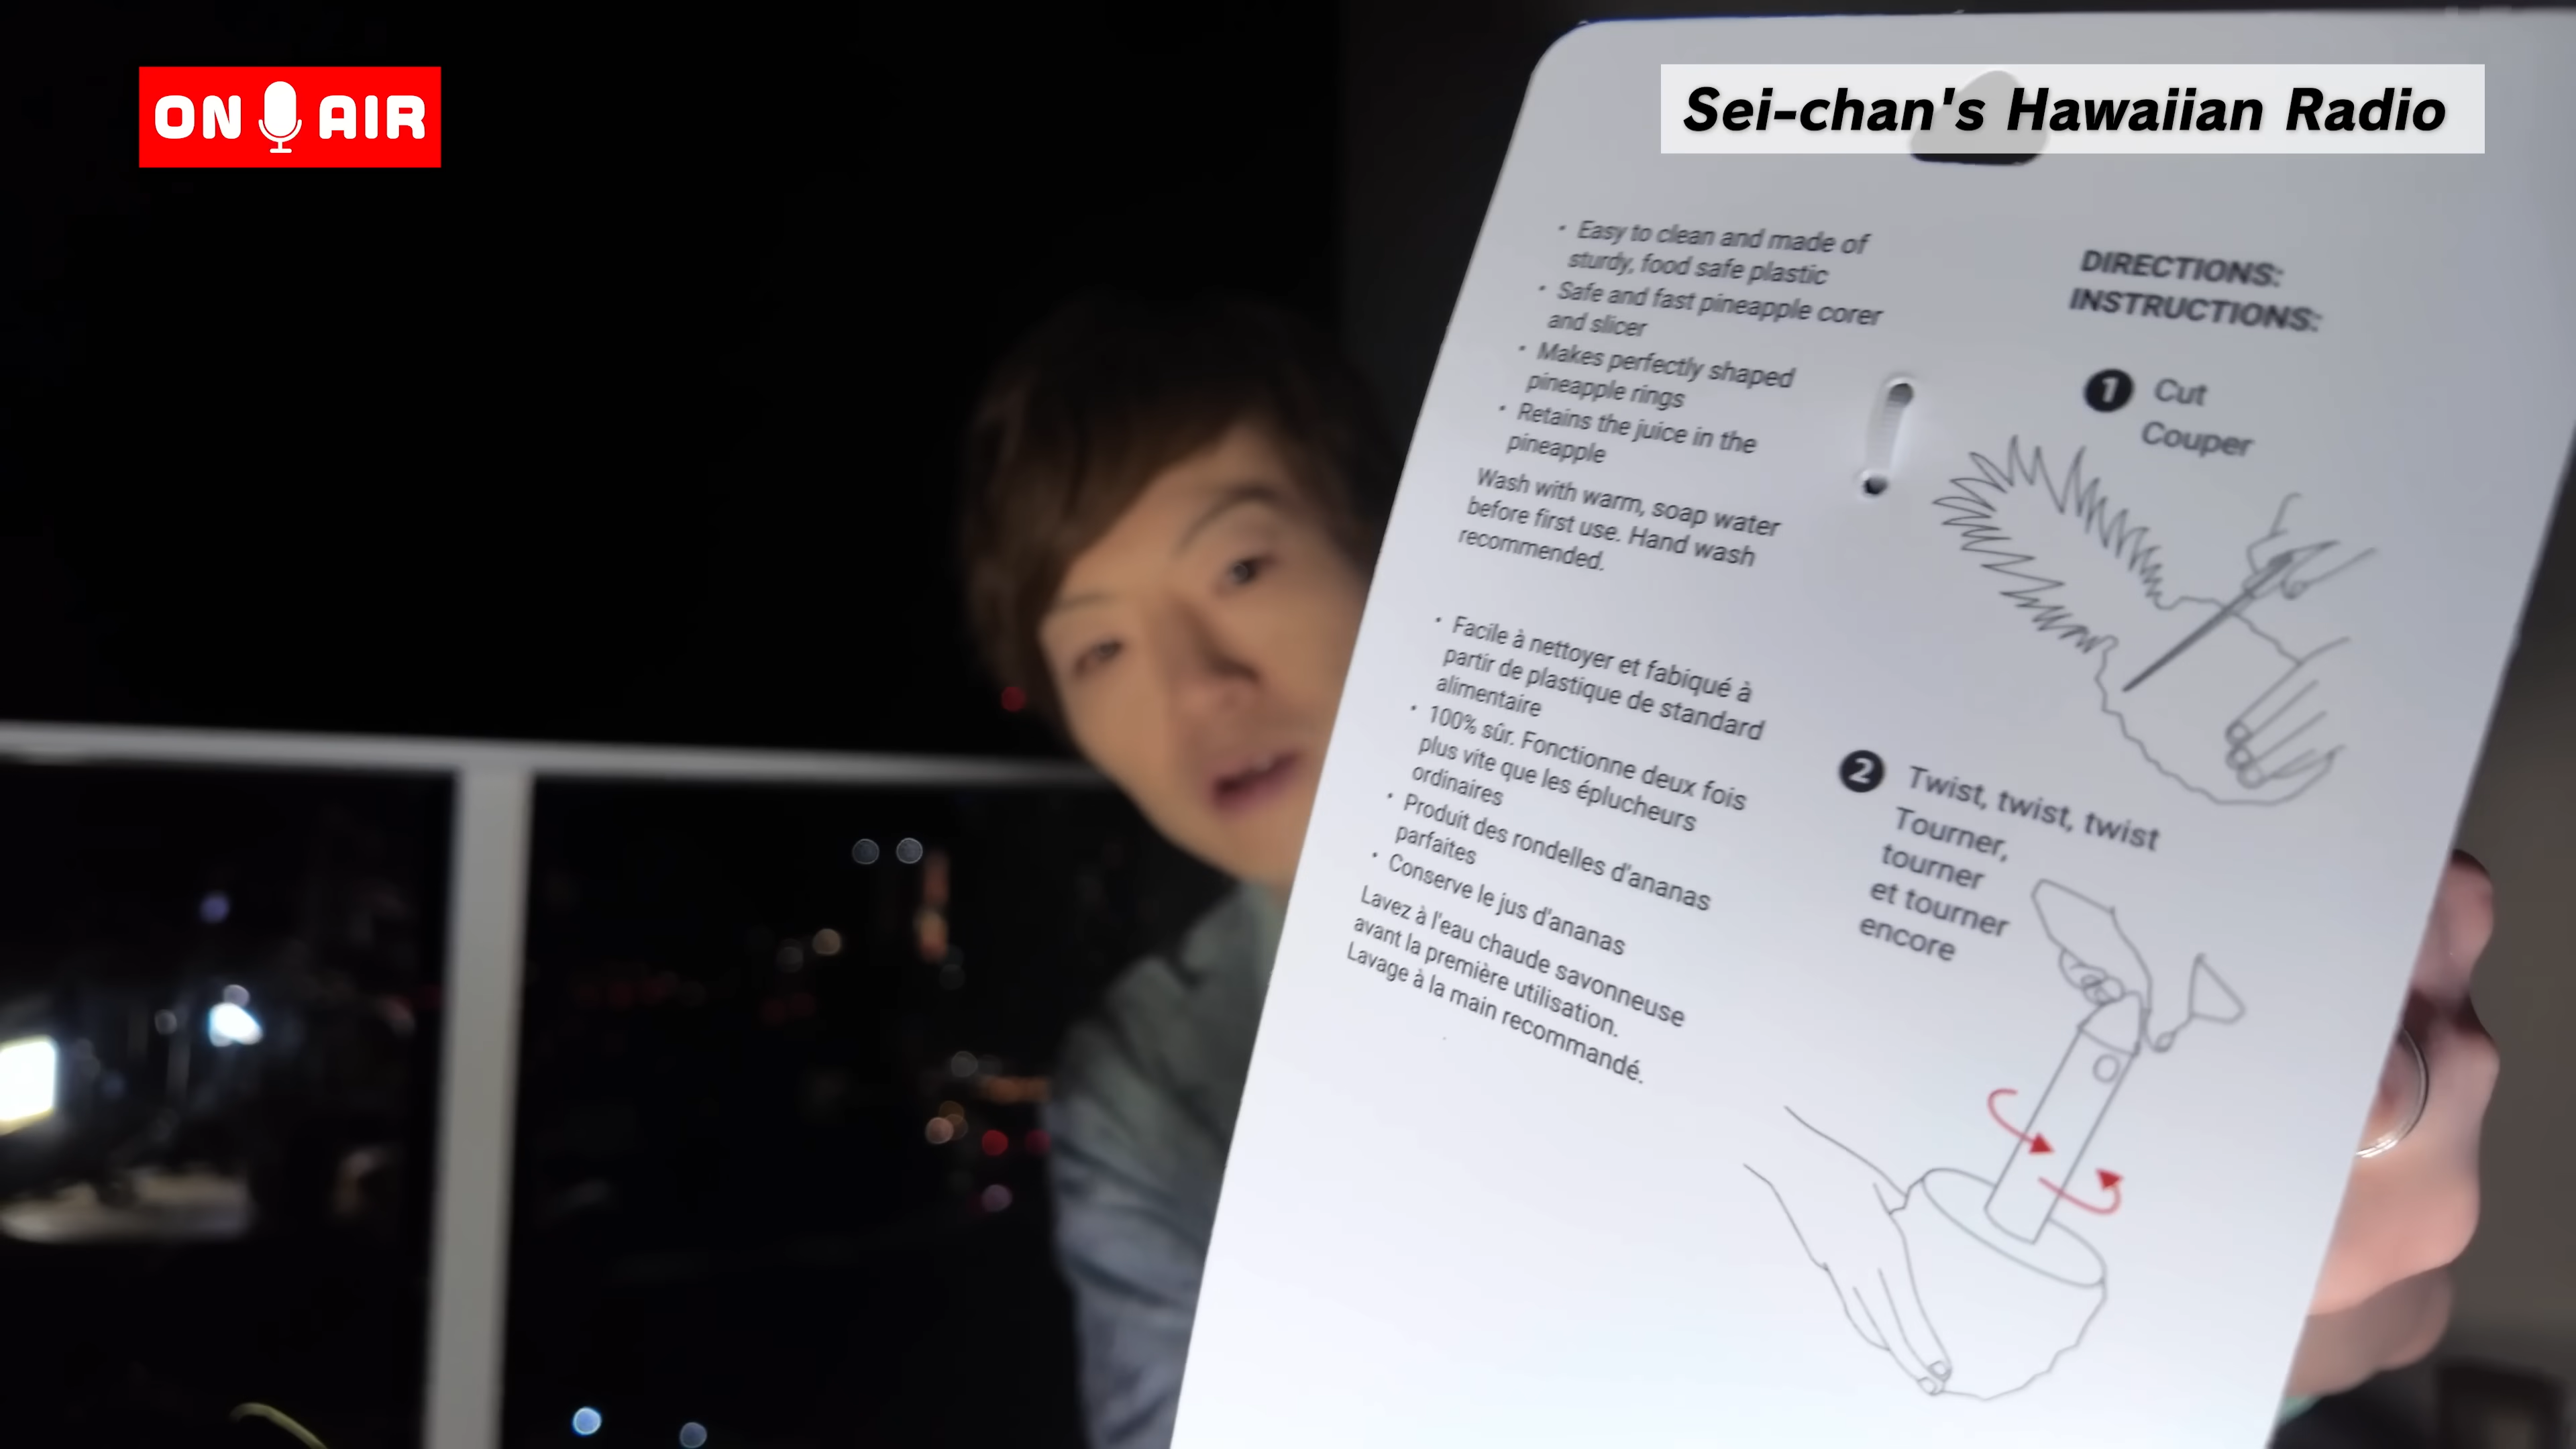 ON AIR
Sei-chan's Hawaiian Radio
• Easy to clean and made of
sturdy, food safe plastic
• Safe and fast pineapple corer
and slicer
• Makes perfectly shaped
pineapple rings
• Retains the juice in the
pineapple
Wash with warm, soap water
before first use. Hand wash
recommended.
• Facile à nettoyer et fabiqué à
partir de plastique de standard
alimentaire
• 100% sûr. Fonctionne deux fois
plus vite que les éplucheurs
ordinaires
• Produit des rondelles d'ananas
parfaites
• Conserve le jus d'ananas
Lavez à l'eau chaude savonneuse
avant la première utilisation.
Lavage à la main recommandé.
DIRECTIONS:
INSTRUCTIONS:
1 Cut
Couper
2 Twist, twist, twist
Tourner,
tourner
et tourner
encore